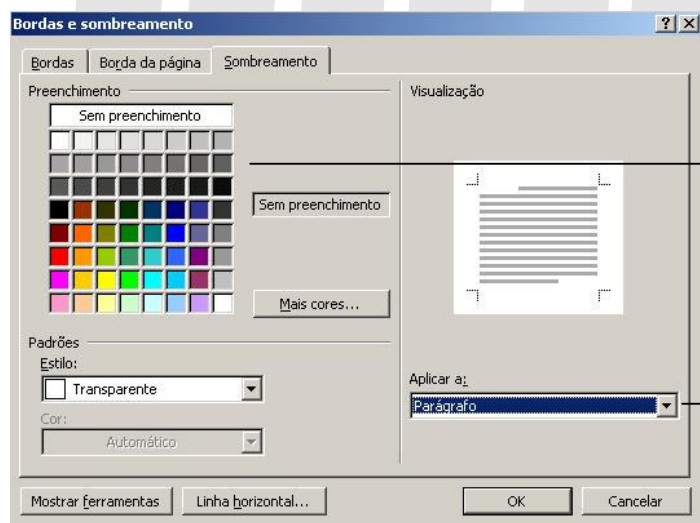 Bordas e sombreamento
Bordas
Borda da página
Sombreamento
Preenchimento
Sem preenchimento
Sem preenchimento
Mais cores...
Padrões
Estilo:
Transparente
Cor:
Automático
Visualização
Aplicar a:
Parágrafo
Mostrar ferramentas
Linha horizontal...
OK
Cancelar